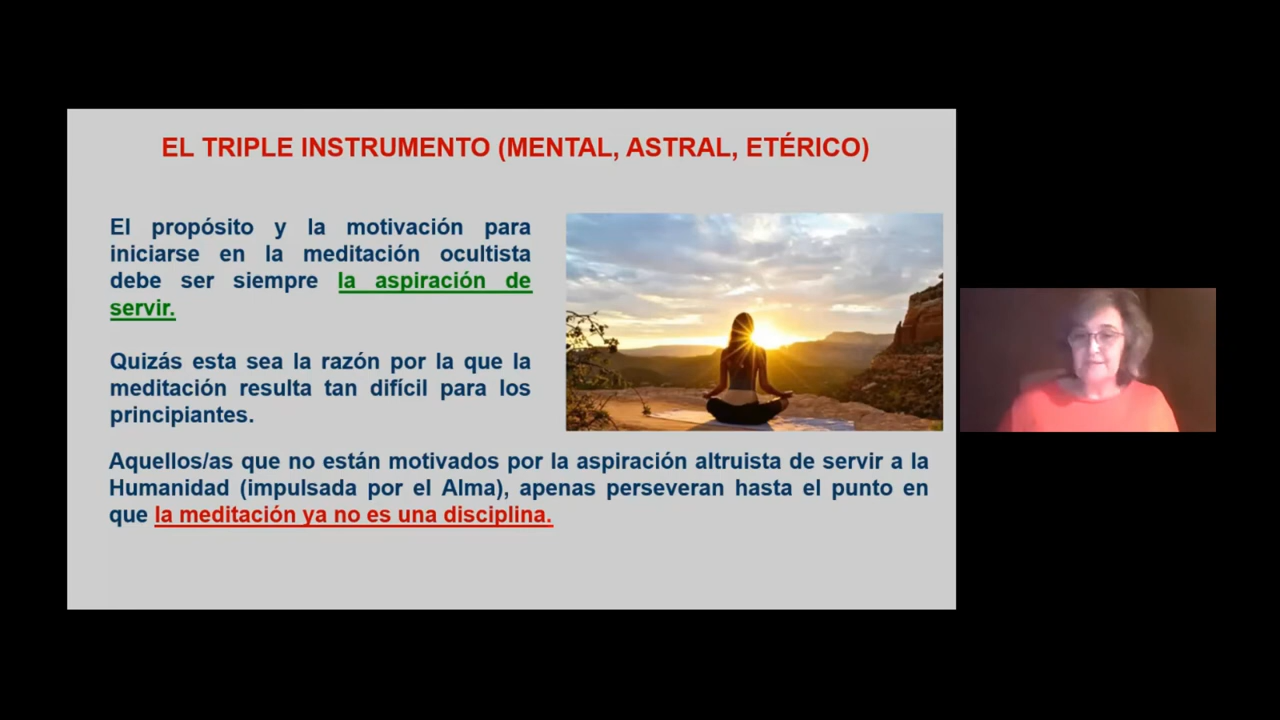 EL TRIPLE INSTRUMENTO (MENTAL, ASTRAL, ETÉRICO)
El propósito y la motivación para
iniciarse en la meditación ocultista
debe ser siempre la aspiración de
servir.
Quizás esta sea la razón por la que la
meditación resulta tan difícil para los
principiantes.
Aquellos/as que no están motivados por la aspiración altruista de servir a la
Humanidad (impulsada por el Alma), apenas perseveran hasta el punto en
que la meditación ya no es una disciplina.